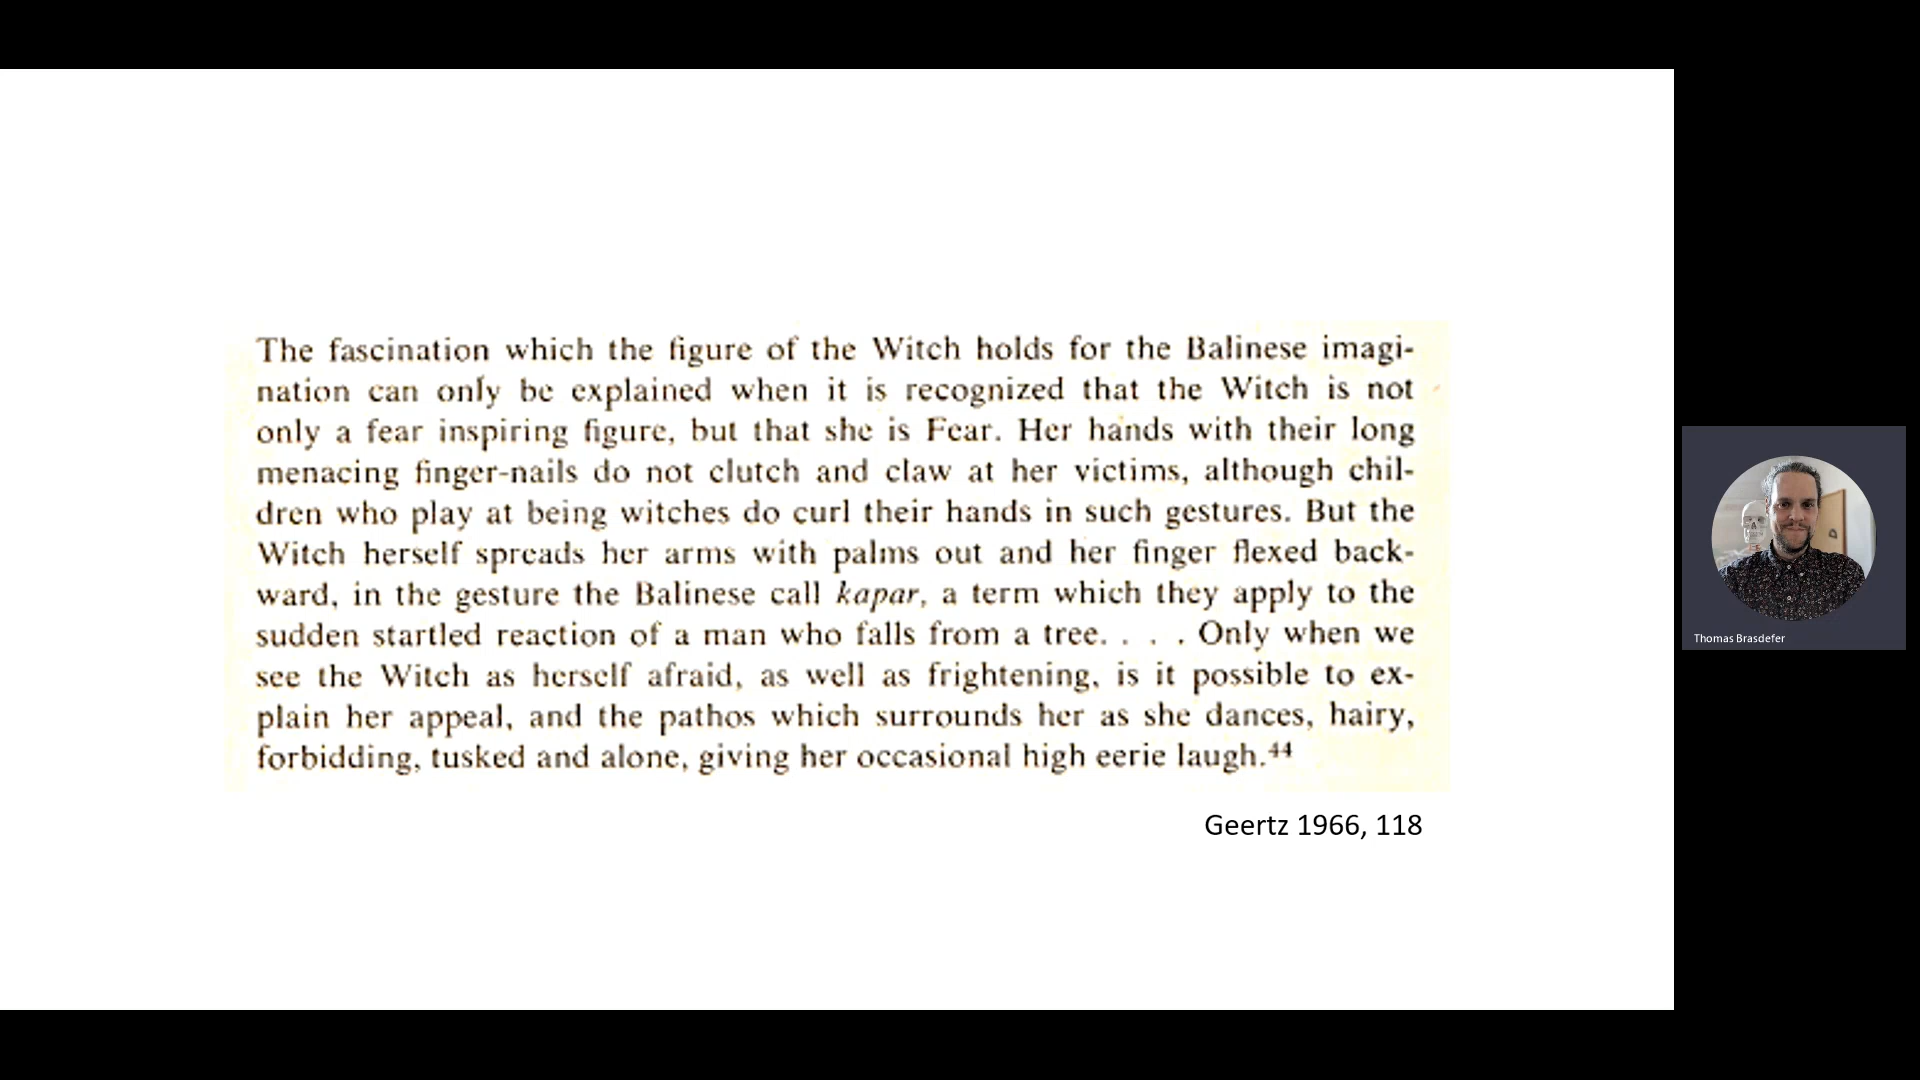 The fascination which the figure of the Witch holds for the Balinese imagi-
nation can only be explained when it is recognized that the Witch is not
only a fear inspiring figure, but that she is Fear. Her hands with their long
menacing finger-nails do not clutch and claw at her victims, although chil-
dren who play at being witches do curl their hands in such gestures. But the
Witch herself spreads her arms with palms out and her finger flexed back-
ward, in the gesture the Balinese call kapar, a term which they apply to the
sudden startled reaction of a man who falls from a tree. . . . Only when we
see the Witch as herself afraid, as well as frightening, is it possible to ex-
plain her appeal, and the pathos which surrounds her as she dances, hairy,
forbidding, tusked and alone, giving her occasional high eerie laugh.44
Geertz 1966, 118
Thomas Brasdefer